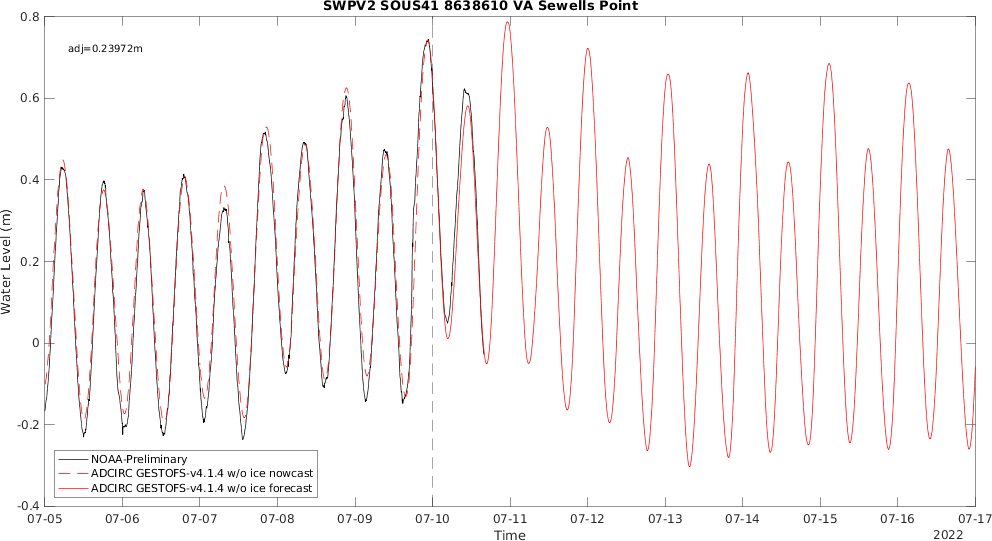 SWPV2 SOUS41 8638610 VA Sewells Point
adj=0.23972m
0.8
0.6
0.4
0.2
0
-0.2
-0.4
Water Level (m)
NOAA-Preliminary
ADCIRC GESTOFS-v4.1.4 w/o ice nowcast
ADCIRC GESTOFS-v4.1.4 w/o ice forecast
07-05 07-06 07-07 07-08 07-09 07-10 07-11 07-12 07-13 07-14 07-15 07-16 07-17
Time
2022